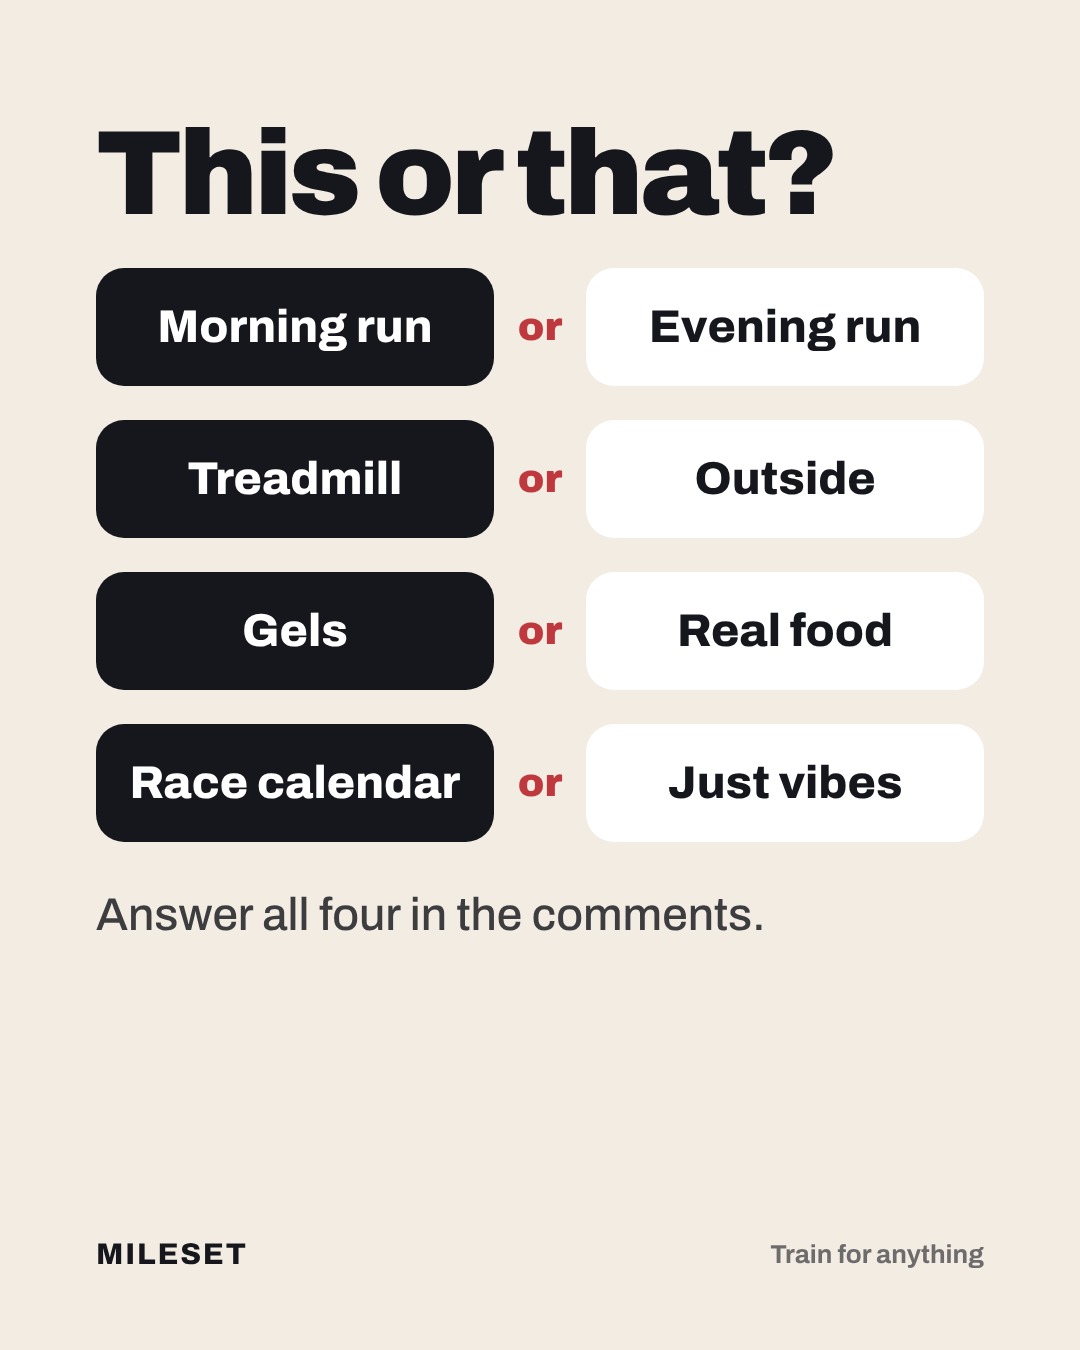 This or that?
Morning run or Evening run
Treadmill or Outside
Gels or Real food
Race calendar or Just vibes
Answer all four in the comments.
MILESET Train for anything